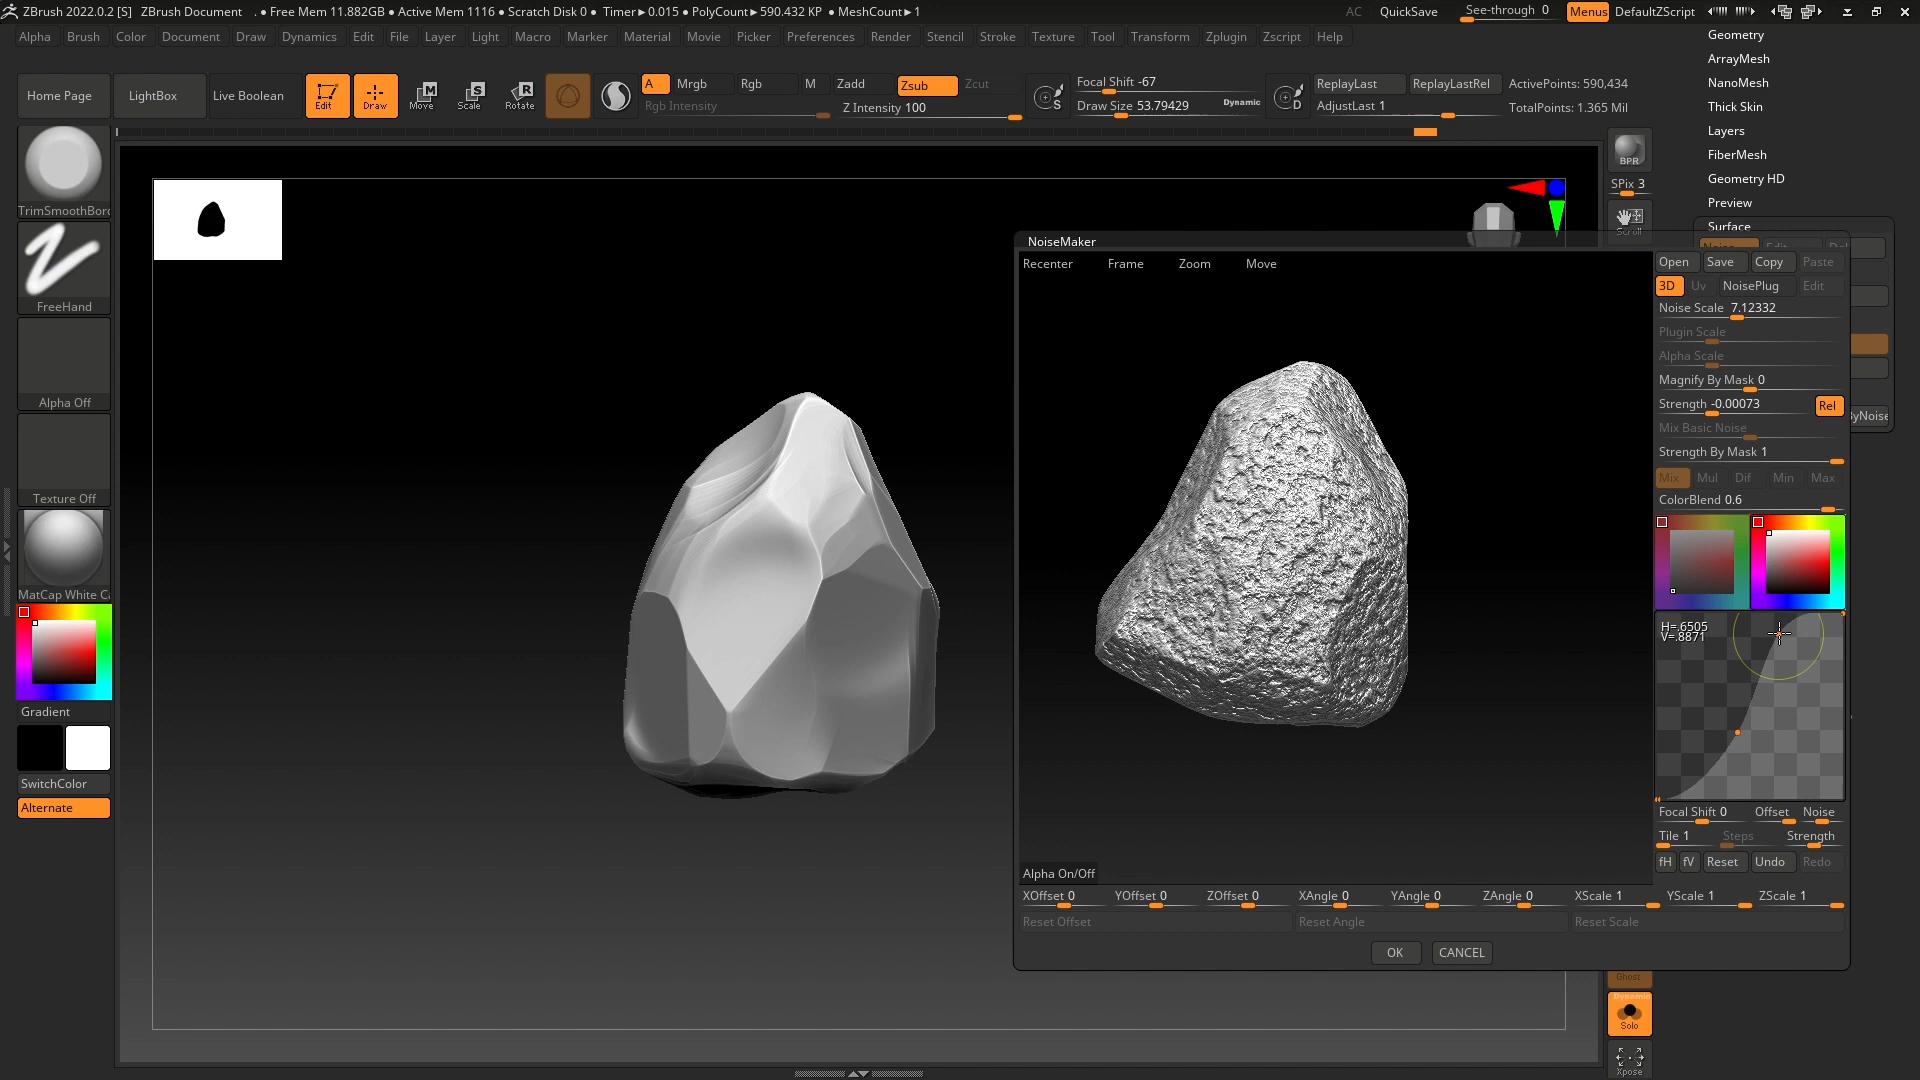 ZBrush 2022.0.2 [S] ZBrush Document . • Free Mem 11.882GB • Active Mem 1116 • Scratch Disk 0 • Timer►0.015 • PolyCount►590.432 KP • MeshCount►1 AC QuickSave See-through 0 Menus DefaultZScript
Alpha Brush Color Document Draw Dynamics Edit File Layer Light Macro Marker Material Movie Picker Preferences Render Stencil Stroke Texture Tool Transform Zplugin Zscript Help
Home Page LightBox Live Boolean Edit Draw Move Scale Rotate
A Mrgb Rgb M Zadd Zsub Zcut
Rgb Intensity Z Intensity 100
S Focal Shift -67
Draw Size 53.79429 Dynamic
D ReplayLast ReplayLastRel ActivePoints: 590,434
AdjustLast 1 TotalPoints: 1.365 Mil
Geometry
ArrayMesh
NanoMesh
Thick Skin
Layers
FiberMesh
Geometry HD
Preview
Surface
BPR
SPix 3
Scroll
TrimSmoothBord
FreeHand
Alpha Off
Texture Off
MatCap White Ca
Gradient
SwitchColor
Alternate
NoiseMaker
Recenter Frame Zoom Move
Open Save Copy Paste
3D Uv NoisePlug Edit
Noise Scale 7.12332
Plugin Scale
Alpha Scale
Magnify By Mask 0
Strength -0.00073 Rel
ByNoise
Mix Basic Noise
Strength By Mask 1
Mix Mul Dif Min Max
ColorBlend 0.6
H=.6505
V=.8871
Focal Shift 0 Offset Noise
Tile 1 Steps Strength
fH fV Reset Undo Redo
Alpha On/Off
XOffset 0 YOffset 0 ZOffset 0 XAngle 0 YAngle 0 ZAngle 0 XScale 1 YScale 1 ZScale 1
Reset Offset Reset Angle Reset Scale
OK CANCEL
Ghost
Dynamic
Solo
Xpose